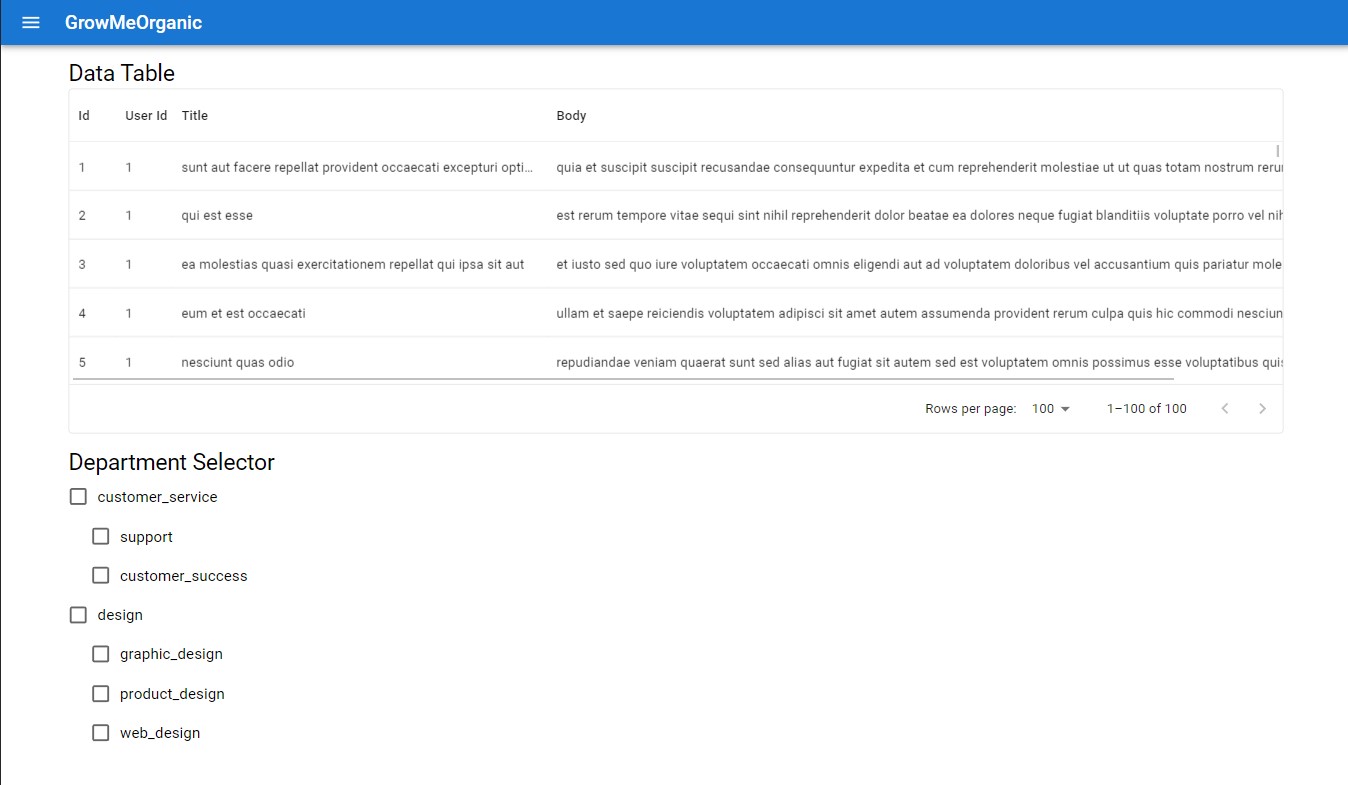 GrowMeOrganic
Data Table
Id User Id Title Body
1 1 sunt aut facere repellat provident occaecati excepturi opti... quia et suscipit suscipit recusandae consequuntur expedita et cum reprehenderit molestiae ut ut quas totam nostrum
2 1 qui est esse est rerum tempore vitae sequi sint nihil reprehenderit dolor beatae ea dolores neque fugiat blanditiis voluptate porro vel
3 1 ea molestias quasi exercitationem repellat qui ipsa sit aut et iusto sed quo iure voluptatem occaecati omnis eligendi aut ad voluptatem doloribus vel accusantium quis pariatur mole
4 1 eum et est occaecati ullam et saepe reiciendis voluptatem adipisci sit amet autem assumenda provident rerum culpa quis hic commodi nesciun
5 1 nesciunt quas odio repudiandae veniam quaerat sunt sed alias aut fugiat sit autem sed est voluptatem omnis possimus esse voluptatibus quis
Rows per page: 100 1–100 of 100
Department Selector
customer_service
support
customer_success
design
graphic_design
product_design
web_design